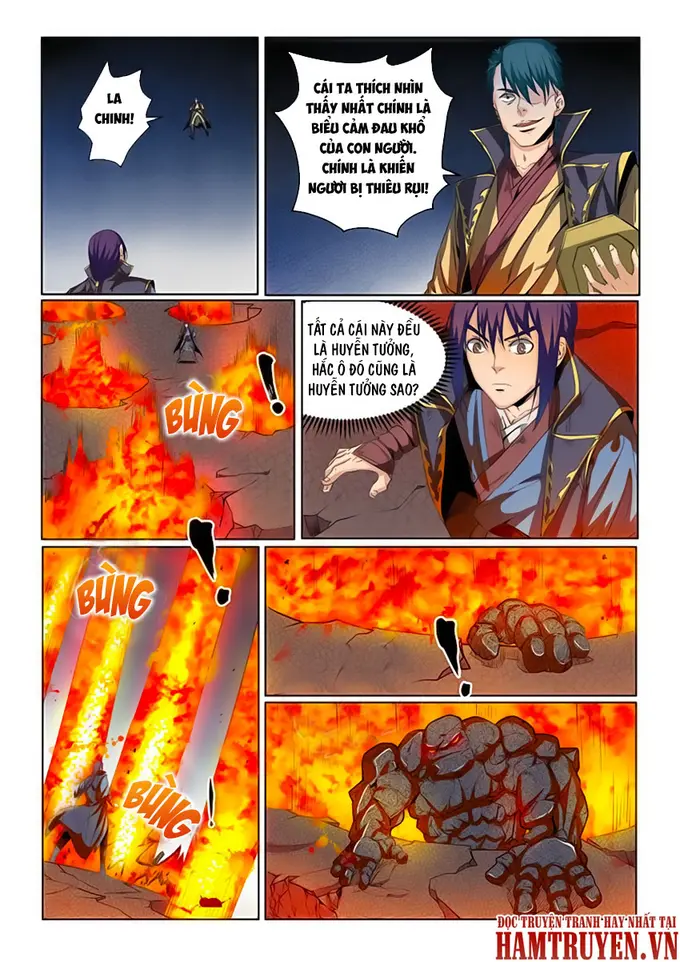 LA
CHINH!
CÁI TA THÍCH NHÌN
THẤY NHẤT CHÍNH LÀ
BIỂU CẢM ĐAU KHỔ
CỦA CON NGƯỜI.
CHÍNH LÀ KHIẾN
NGƯỜI BỊ THIÊU RỤI!
BÙNG
!
TẤT CẢ CÁI NÀY ĐỀU
LÀ HUYỄN TƯỞNG,
HẮC Ô ĐÓ CŨNG LÀ
HUYỄN TƯỞNG SAO?
BÙNG
!
BÙNG
!
BÙNG
!
ĐỌC TRUYỆN TRANH HAY NHẤT TẠI
HAMTRUYEN.VN